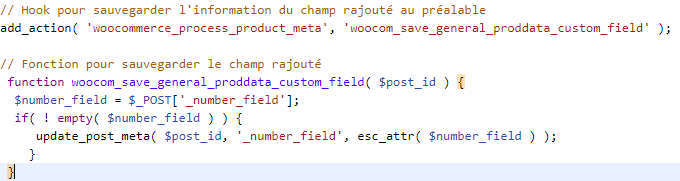 // Hook pour sauvegarder l'information du champ rajouté au préalable
add_action( 'woocommerce_process_product_meta', 'woocom_save_general_proddata_custom_field' );
// Fonction pour sauvegarder le champ rajouté
function woocom_save_general_proddata_custom_field( $post_id ) {
$number_field = $_POST['_number_field'];
if( ! empty( $number_field ) ) {
update_post_meta( $post_id, '_number_field', esc_attr( $number_field ) );
}
}